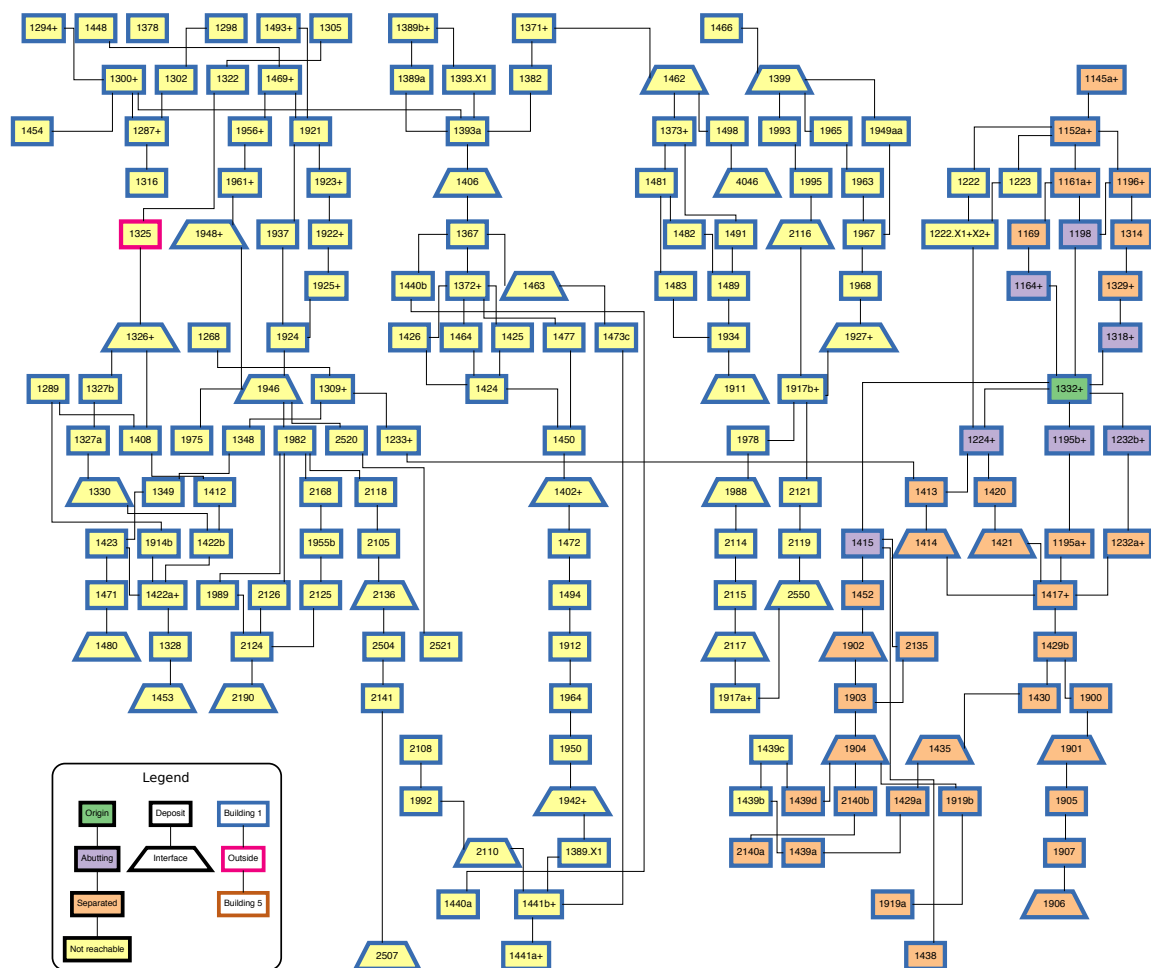 1294+ 1448 1378 1298 1493+ 1305 1389b+ 1371+ 1466
1300+ 1302 1322 1469+ 1389a 1393.X1 1382 1462 1399 1145a+
1454 1287+ 1956+ 1921 1393a 1373+ 1498 1993 1965 1949aa 1152a+
1316 1961+ 1923+ 1406 1481 4046 1995 1963 1222 1223 1161a+ 1196+
1325 1948+ 1937 1922+ 1367 1482 1491 2116 1967 1222.X1+X2+ 1169 1198 1314
1925+ 1440b 1372+ 1463 1483 1489 1968 1164+ 1329+
1326+ 1268 1924 1426 1464 1425 1477 1473c 1934 1927+ 1318+
1289 1327b 1946 1309+ 1424 1911 1917b+ 1332+
1327a 1408 1975 1348 1982 2520 1233+ 1450 1978 1224+ 1195b+ 1232b+
1330 1349 1412 2168 2118 1402+ 1988 2121 1413 1420
1423 1914b 1422b 1955b 2105 1472 2114 2119 1415 1414 1421 1195a+ 1232a+
1471 1422a+ 1989 2126 2125 2136 1494 2115 2550 1452 1417+
1480 1328 2124 2504 2521 1912 2117 1902 2135 1429b
1453 2190 2141 1964 1917a+ 1903 1430 1900
2108 1950 1439c 1904 1435 1901
1992 1942+ 1439b 1439d 2140b 1429a 1919b 1905
2110 1389.X1 2140a 1439a 1907
1440a 1441b+ 1919a 1906
2507 1441a+ 1438
Legend
Origin Deposit Building 1
Abutting Interface Outside
Separated Building 5
Not reachable